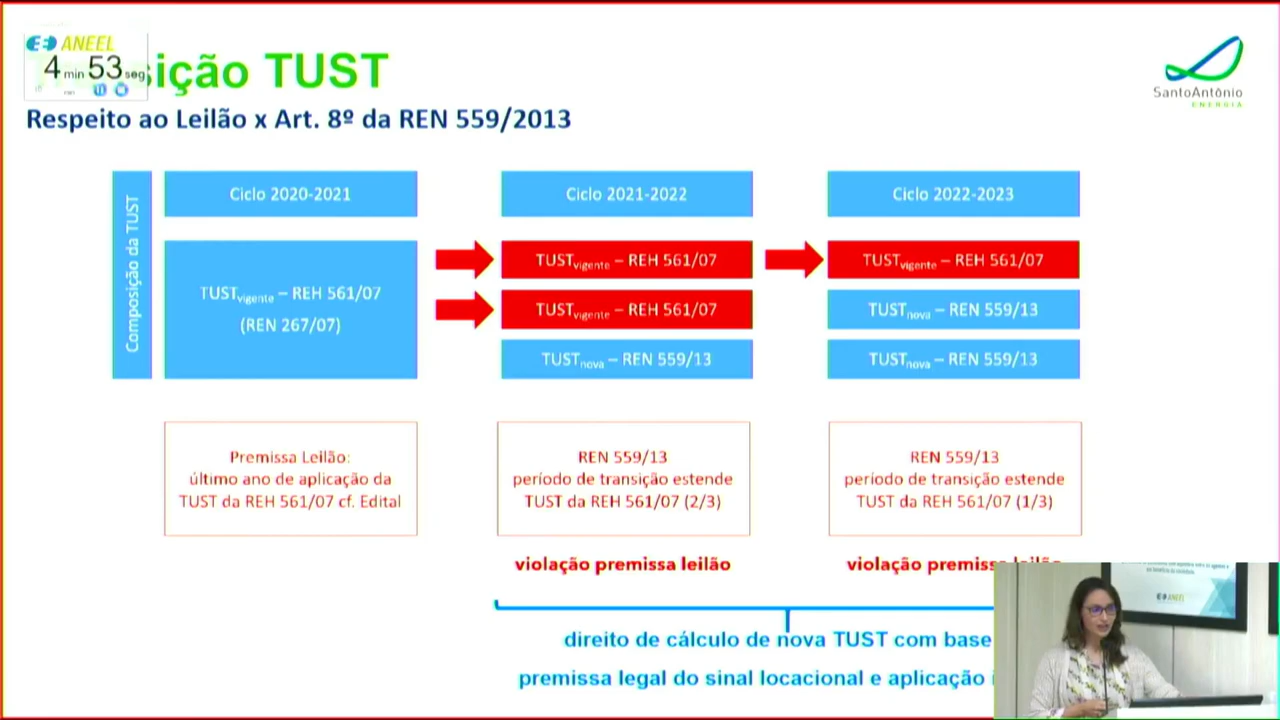 ANEEL
4 min 53 seg
sição TUST
SantoAntônio
ENERGIA
Respeito ao Leilão x Art. 8º da REN 559/2013
Composição da TUST
Ciclo 2020-2021
Ciclo 2021-2022
Ciclo 2022-2023
TUSTvigente – REH 561/07
(REN 267/07)
TUSTvigente – REH 561/07
TUSTvigente – REH 561/07
TUSTnova – REN 559/13
TUSTvigente – REH 561/07
TUSTnova – REN 559/13
TUSTnova – REN 559/13
Premissa Leilão:
último ano de aplicação da
TUST da REH 561/07 cf. Edital
REN 559/13
período de transição estende
TUST da REH 561/07 (2/3)
REN 559/13
período de transição estende
TUST da REH 561/07 (1/3)
violação premissa leilão
violação premissa leilão
direito de cálculo de nova TUST com base
premissa legal do sinal locacional e aplicação
ANEEL